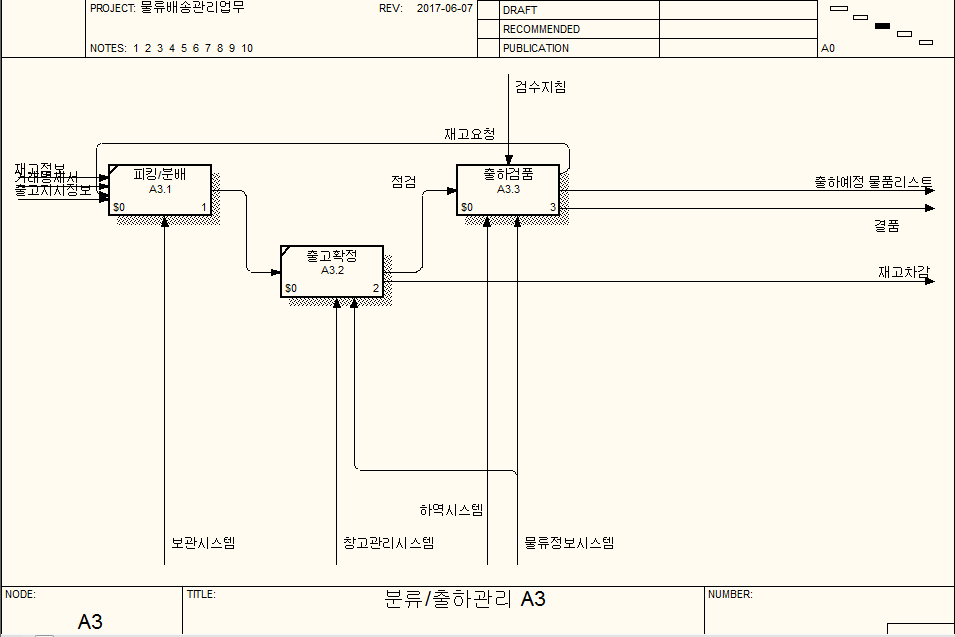 PROJECT: 물류배송관리업무
REV: 2017-06-07
DRAFT
RECOMMENDED
NOTES: 1 2 3 4 5 6 7 8 9 10
PUBLICATION
A0
검수지침
재고요청
재고정보
거래명세서
출고지시정보
피킹/분배
A3.1
$0 1
점검
출하검품
A3.3
$0 3
출하예정 물품리스트
결품
출고확정
A3.2
$0 2
재고차감
하역시스템
보관시스템
창고관리시스템
물류정보시스템
NODE:
A3
TITLE:
분류/출하관리 A3
NUMBER: